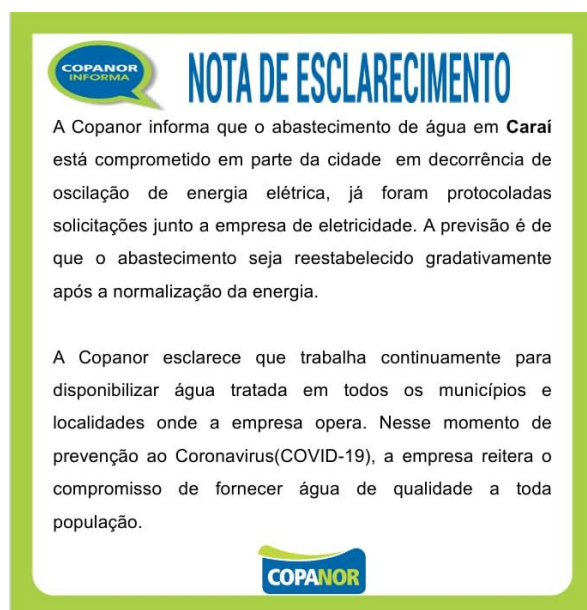 COPANOR
INFORMA
NOTA DE ESCLARECIMENTO
A Copanor informa que o abastecimento de água em Caraí
está comprometido em parte da cidade em decorrência de
oscilação de energia elétrica, já foram protocoladas
solicitações junto a empresa de eletricidade. A previsão é de
que o abastecimento seja reestabelecido gradativamente
após a normalização da energia.
A Copanor esclarece que trabalha continuamente para
disponibilizar água tratada em todos os municípios e
localidades onde a empresa opera. Nesse momento de
prevenção ao Coronavirus(COVID-19), a empresa reitera o
compromisso de fornecer água de qualidade a toda
população.
COPANOR